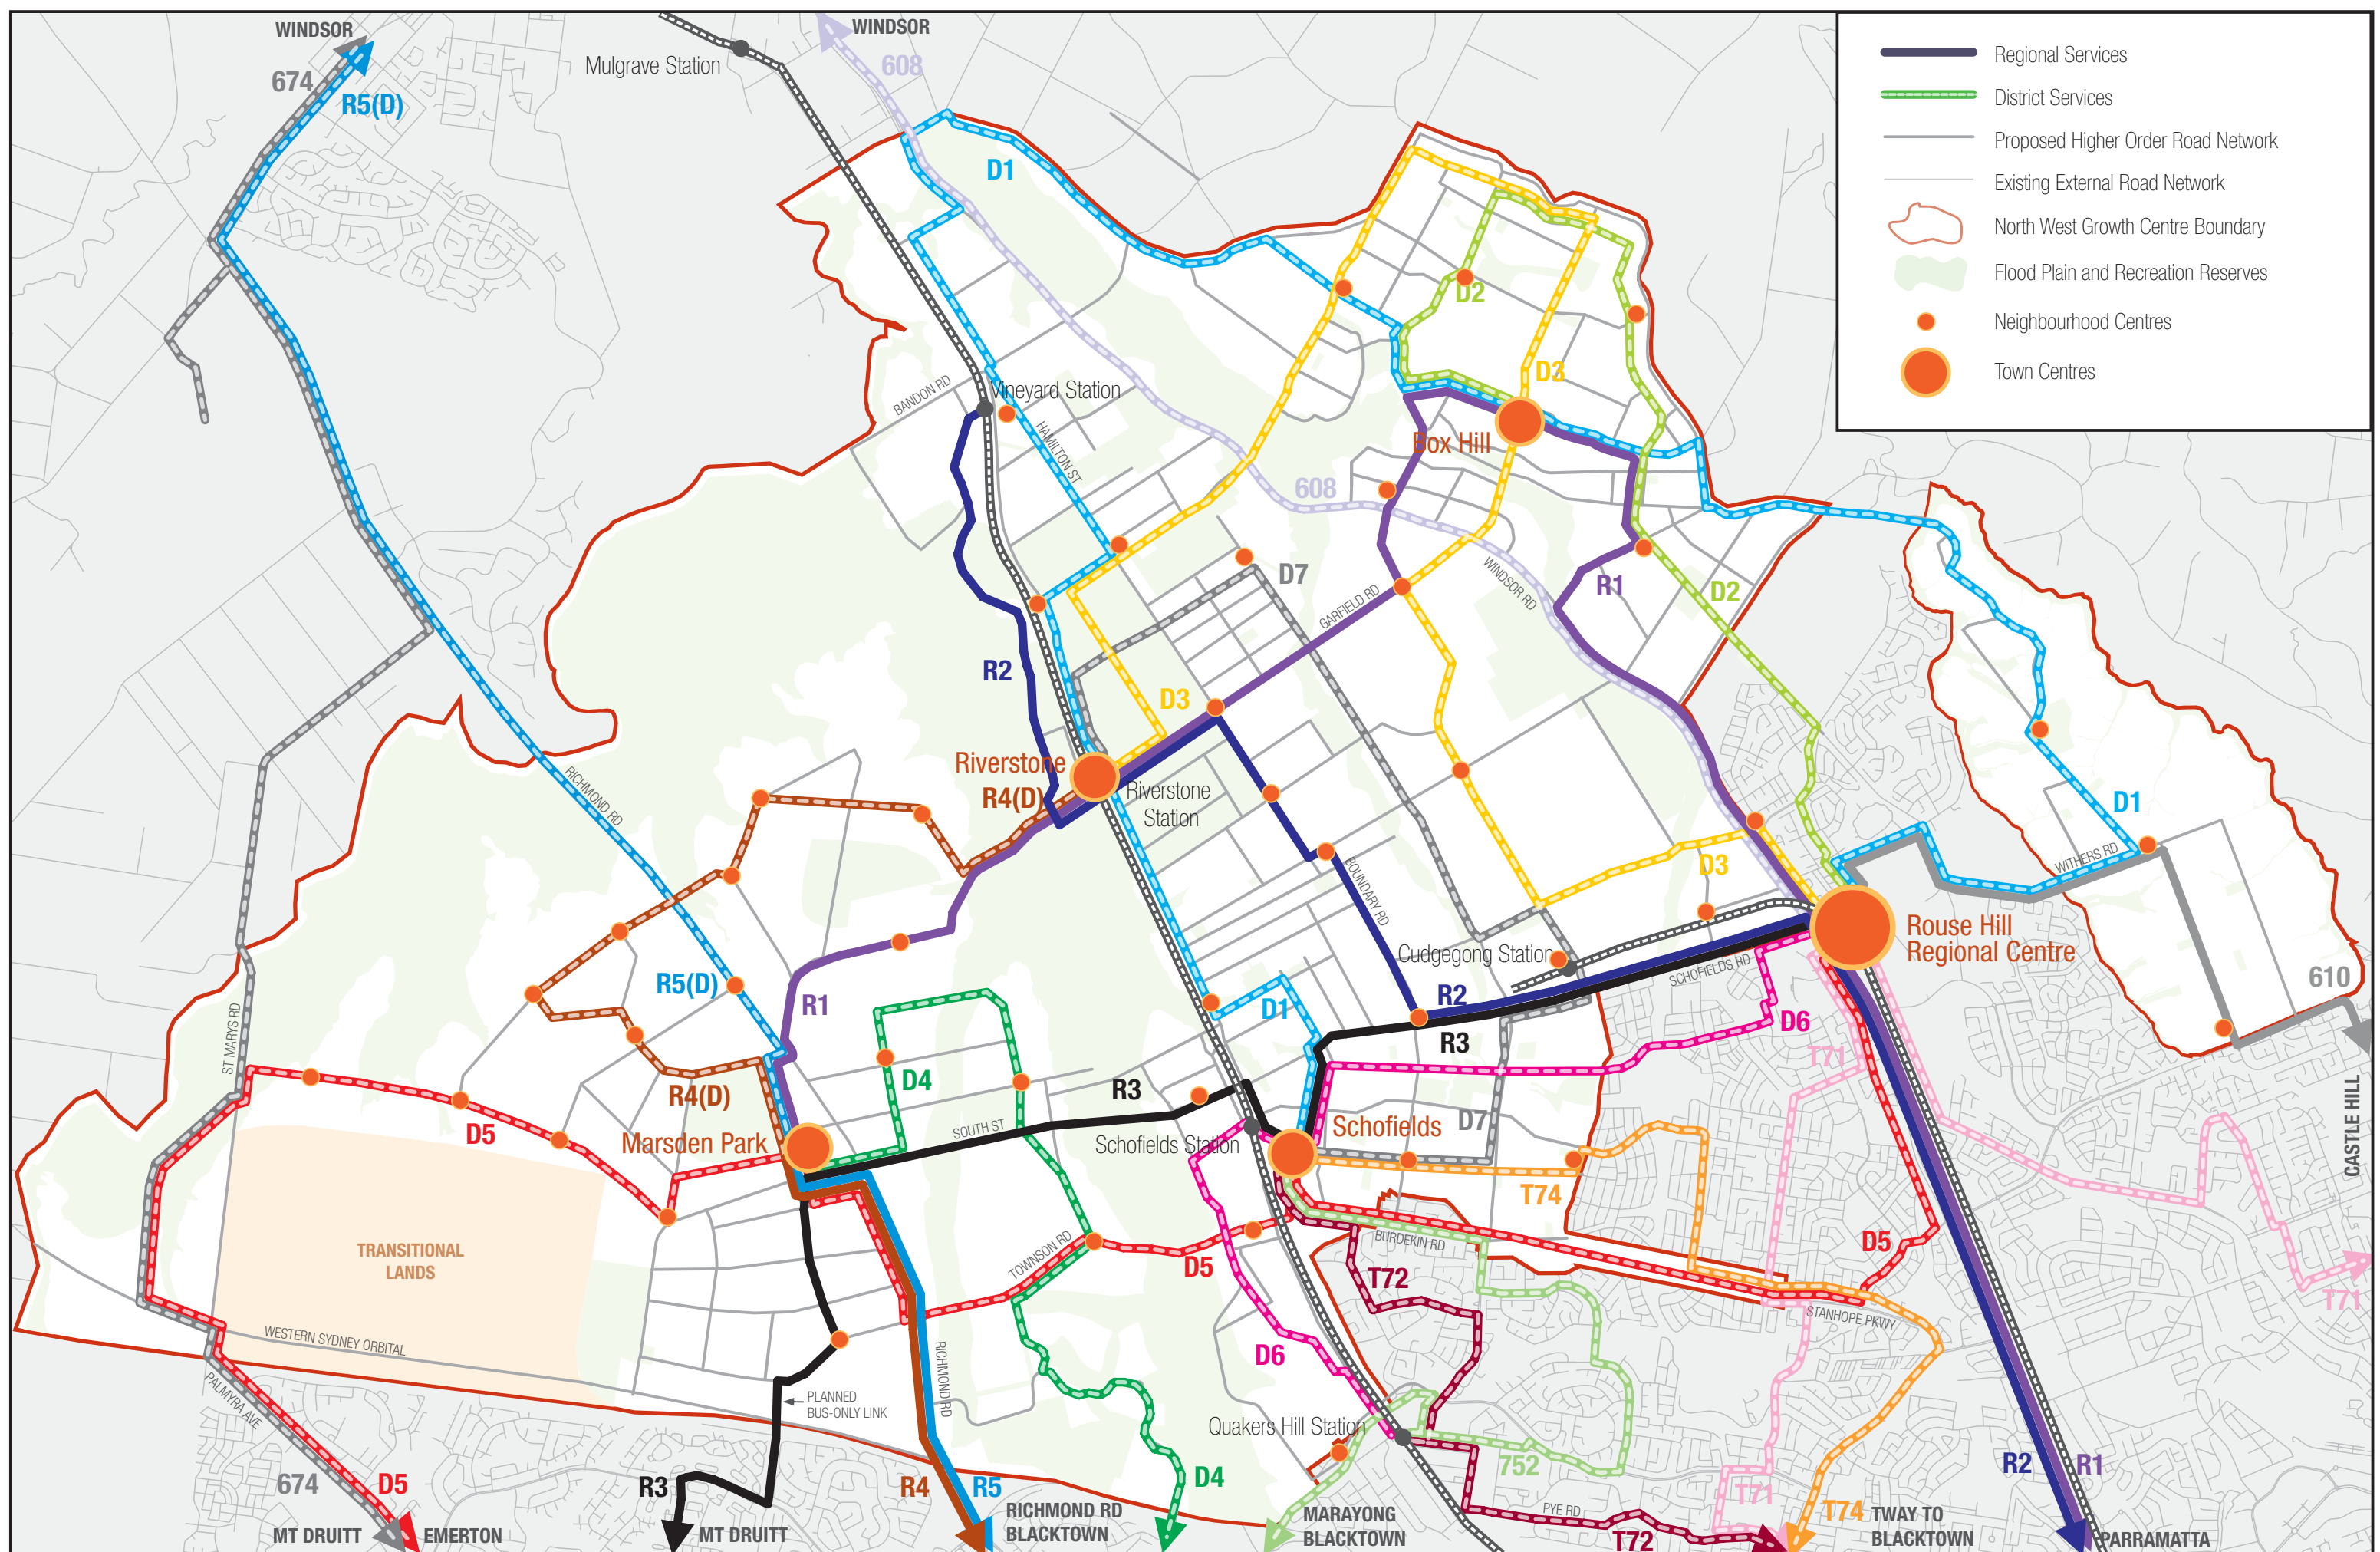 WINDSOR
674
R5(D)
Mulgrave Station
WINDSOR
608
D1
Regional Services
District Services
Proposed Higher Order Road Network
Existing External Road Network
North West Growth Centre Boundary
Flood Plain and Recreation Reserves
Neighbourhood Centres
Town Centres
D2
D3
BANDON RD
Vineyard Station
HAMILTON ST
Box Hill
608
D7
GARFIELD RD
WINDSOR RD
R1
D2
R2
D3
Riverstone
R4(D)
Riverstone
Station
RICHMOND RD
D1
WITHERS RD
D3
BOUNDARY RD
Cudgegong Station
SCHOFIELDS RD
Rouse Hill
Regional Centre
610
R5(D)
R1
D1
R2
R3
D6
T71
ST MARYS RD
D4
R3
R4(D)
D5
Marsden Park
SOUTH ST
Schofields Station
Schofields
D7
T74
CASTLE HILL
TRANSITIONAL
LANDS
TOWNSON RD
D5
BURDEKIN RD
T72
D5
T71
STANHOPE PKWY
WESTERN SYDNEY ORBITAL
PALMYRA AVE
RICHMOND RD
D6
PLANNED
BUS-ONLY LINK
Quakers Hill Station
752
674
D5
R3
R4
R5
D4
T71
R2
R1
MT DRUITT
EMERTON
MT DRUITT
RICHMOND RD
BLACKTOWN
MARAYONG
BLACKTOWN
PYE RD
T72
T74
TWAY TO
BLACKTOWN
PARRAMATTA